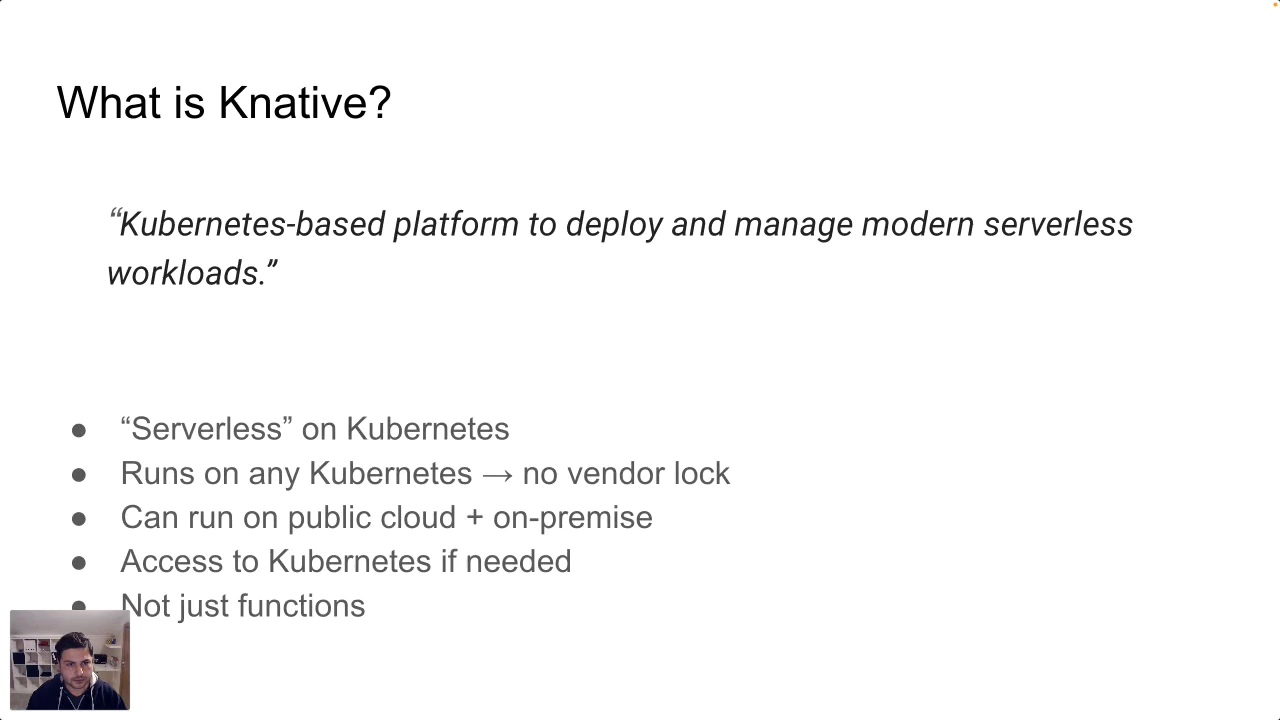 What is Knative?
“Kubernetes-based platform to deploy and manage modern serverless
workloads.”
● “Serverless” on Kubernetes
● Runs on any Kubernetes → no vendor lock
● Can run on public cloud + on-premise
● Access to Kubernetes if needed
● Not just functions